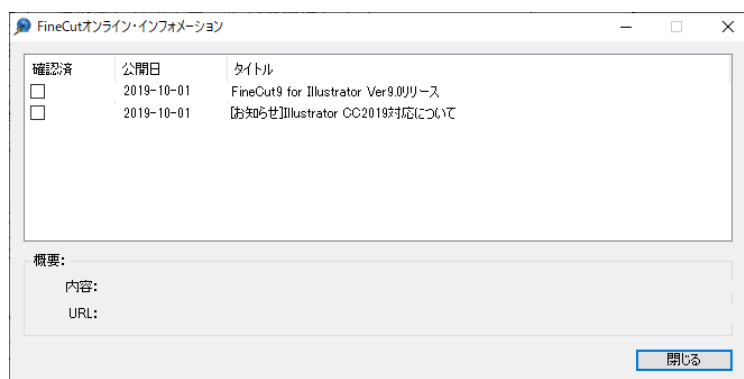 FineCutオンライン・インフォメーション
確認済 公開日 タイトル
2019-10-01 FineCut9 for Illustrator Ver9.0リリース
2019-10-01 [お知らせ]Illustrator CC2019対応について
概要:
内容:
URL:
閉じる